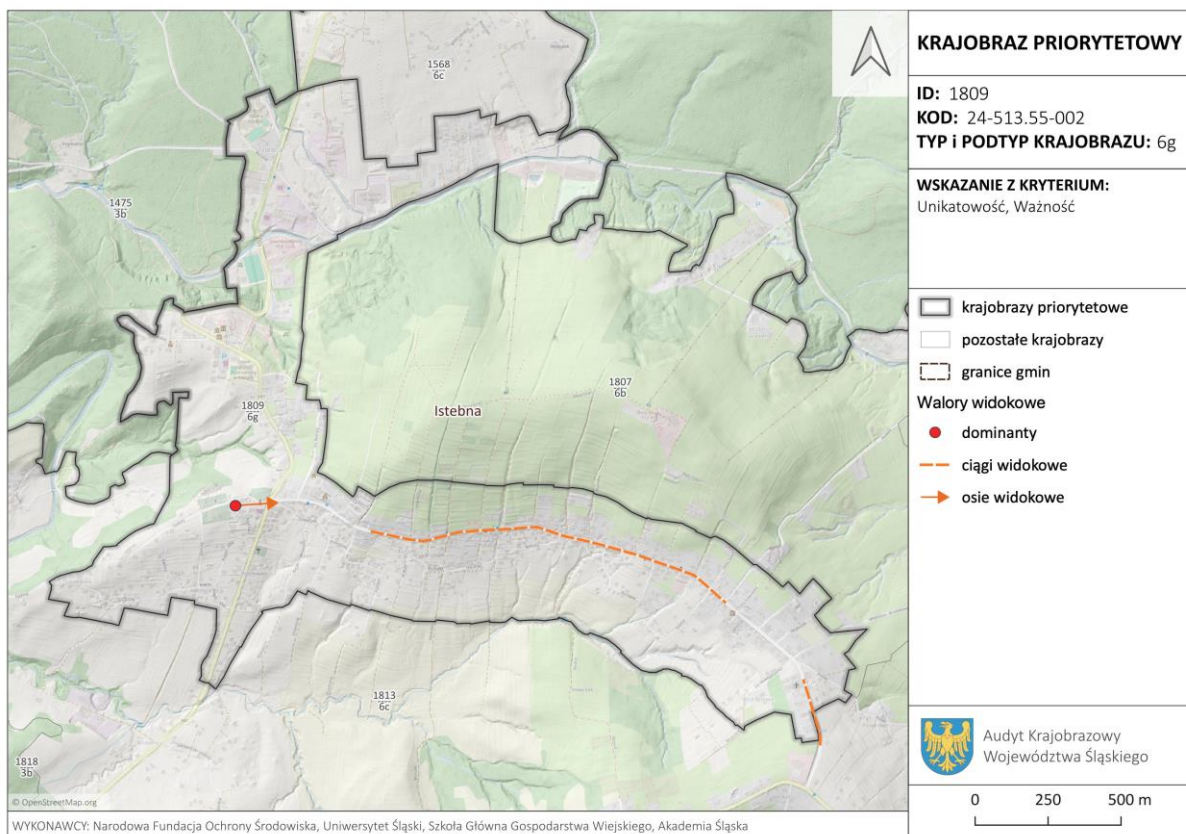 1568
6c
1475
3b
1809
6g
1807
6b
Istebna
1813
6c
1818
3b
© OpenStreetMap.org
WYKONAWCY: Narodowa Fundacja Ochrony Środowiska, Uniwersytet Śląski, Szkoła Główna Gospodarstwa Wiejskiego, Akademia Śląska
KRAJOBRAZ PRIORYTETOWY
ID: 1809
KOD: 24-513.55-002
TYP i PODTYP KRAJOBRAZU: 6g
WSKAZANIE Z KRYTERIUM:
Unikatowość, Ważność
krajobrazy priorytetowe
pozostałe krajobrazy
granice gmin
Walory widokowe
dominanty
ciągi widokowe
osie widokowe
Audyt Krajobrazowy
Województwa Śląskiego
0 250 500 m